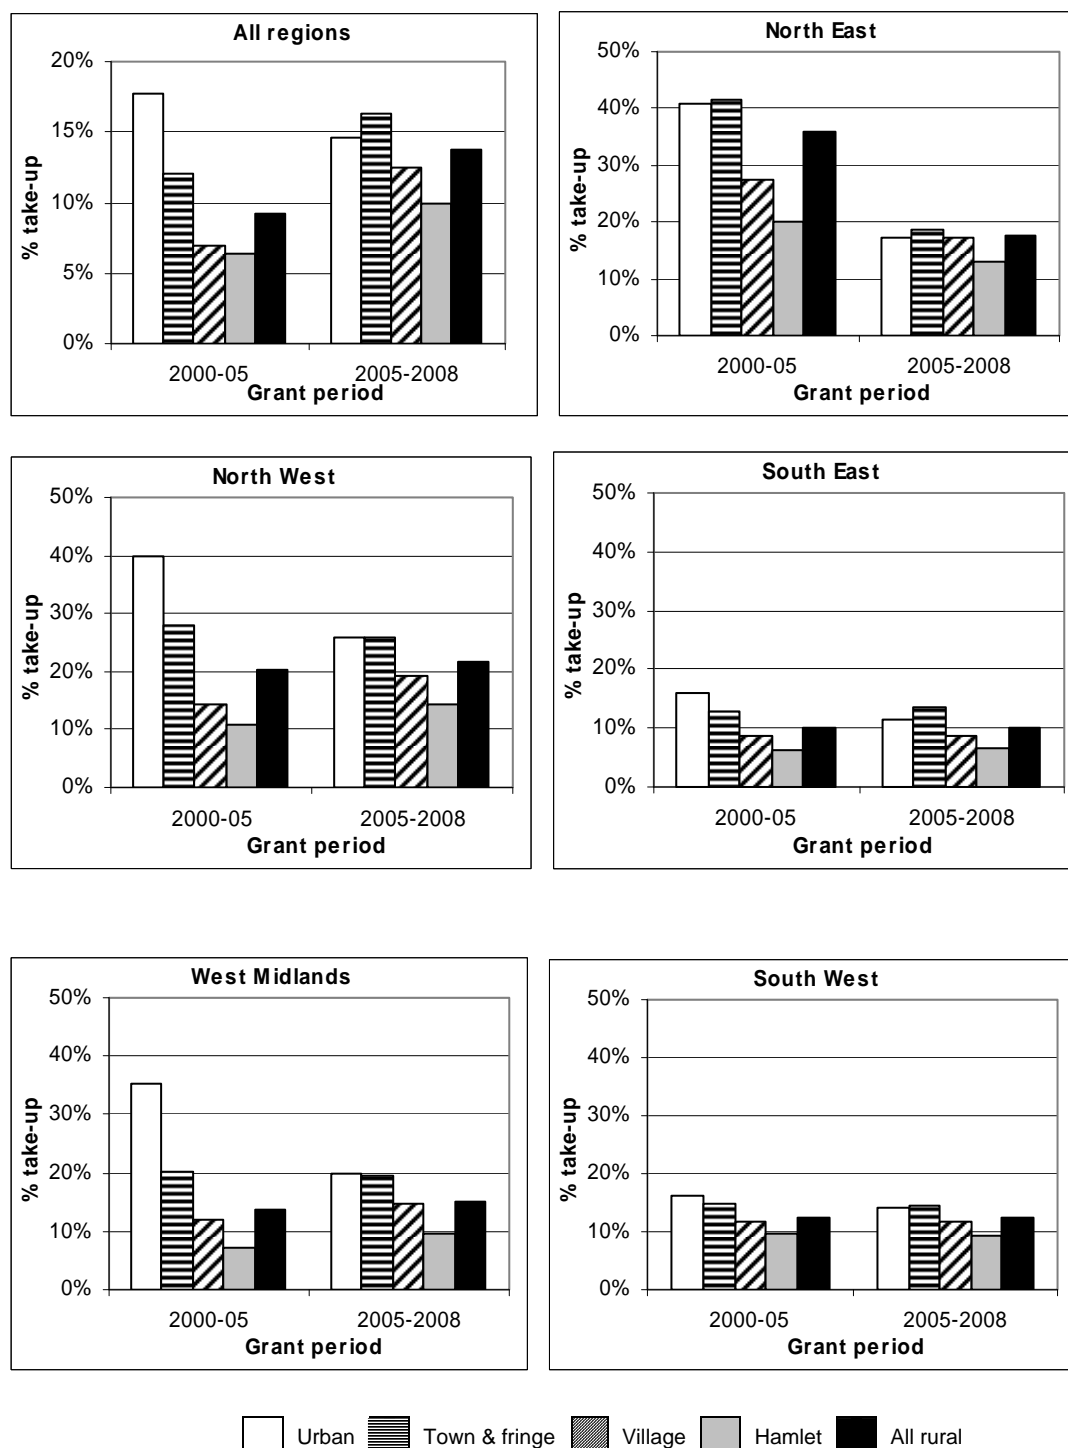 All regions
20%
15%
10%
5%
0%
% take-up
2000-05
2005-2008
Grant period
North East
50%
40%
30%
20%
10%
0%
% take-up
2000-05
2005-2008
Grant period
North West
50%
40%
30%
20%
10%
0%
% take-up
2000-05
2005-2008
Grant period
South East
50%
40%
30%
20%
10%
0%
% take-up
2000-05
2005-2008
Grant period
West Midlands
50%
40%
30%
20%
10%
0%
% take-up
2000-05
2005-2008
Grant period
South West
50%
40%
30%
20%
10%
0%
% take-up
2000-05
2005-2008
Grant period
Urban Town & fringe Village Hamlet All rural